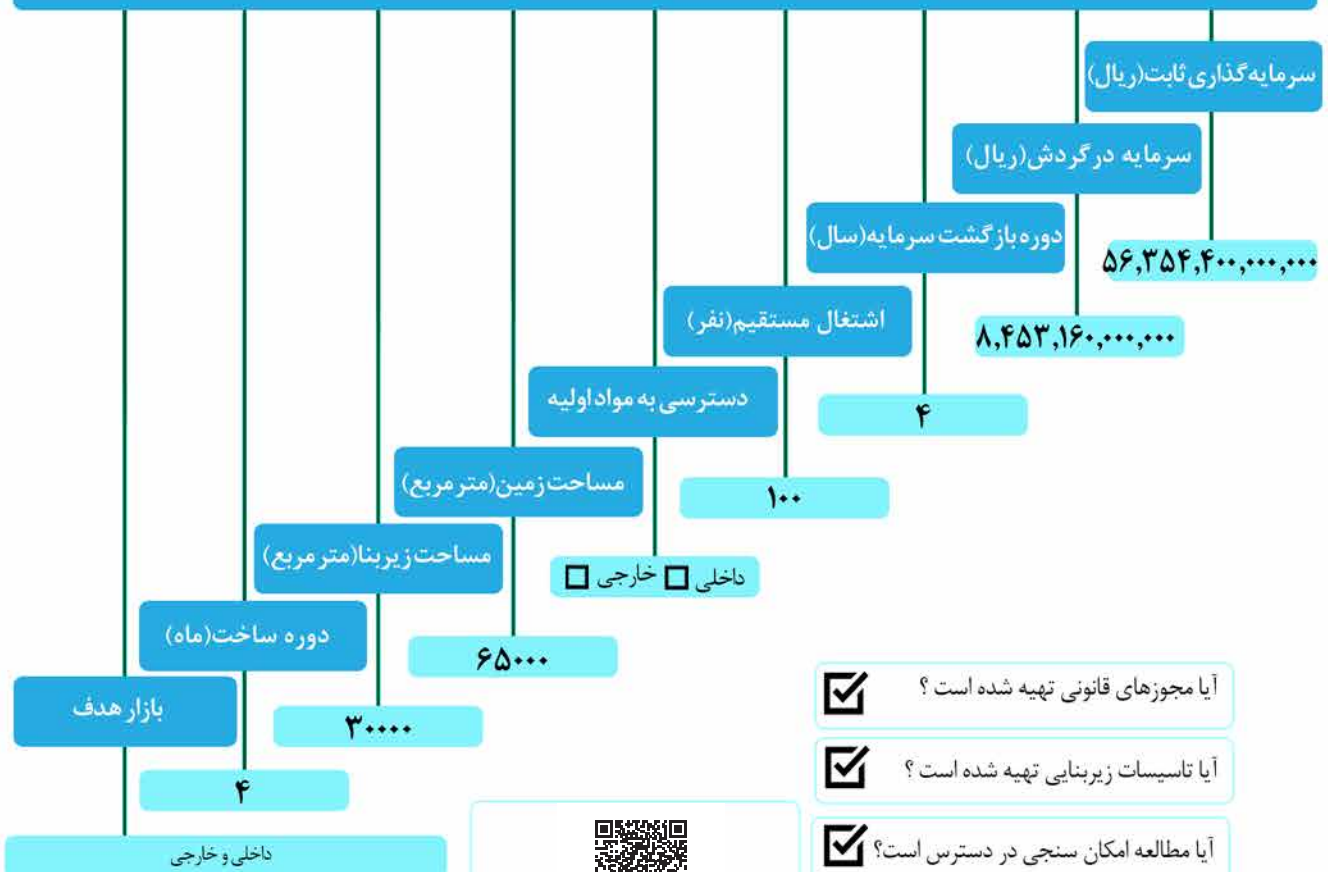 سرمایه‌گذاری ثابت(ریال)
۵۶,۳۵۴,۴۰۰,۰۰۰,۰۰۰
سرمایه در گردش(ریال)
۸,۴۵۳,۱۶۰,۰۰۰,۰۰۰
دوره بازگشت سرمایه(سال)
۴
اشتغال مستقیم(نفر)
۱۰۰
دسترسی به مواد اولیه
داخلی ☐ خارجی ☐
مساحت زمین(متر مربع)
۶۵۰۰۰
مساحت زیربنا(متر مربع)
۳۰۰۰۰
دوره ساخت(ماه)
۴
بازار هدف
داخلی و خارجی
آیا مجوزهای قانونی تهیه شده است ؟ ☑
آیا تاسیسات زیربنایی تهیه شده است ؟ ☑
آیا مطالعه امکان سنجی در دسترس است؟ ☑